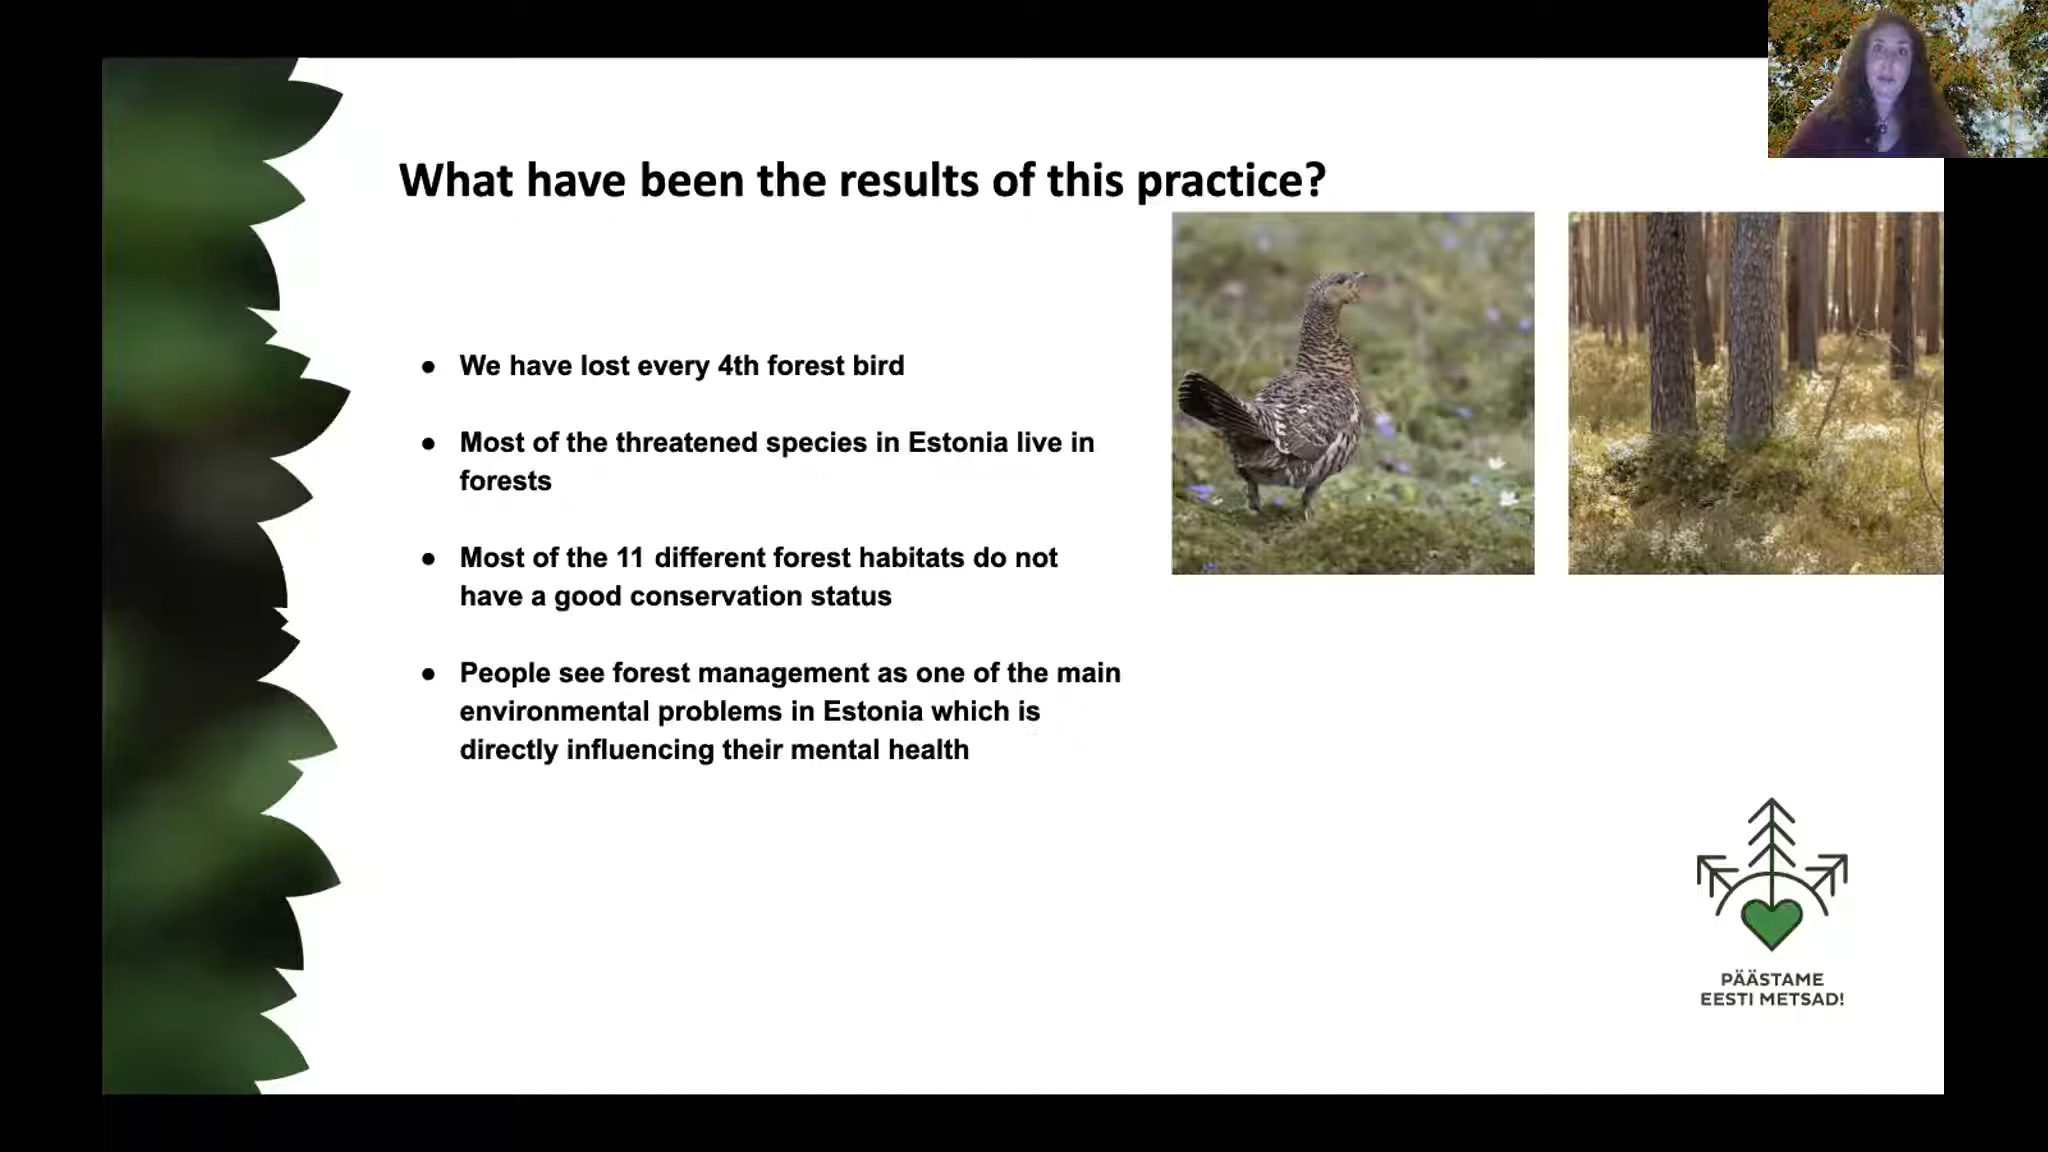 What have been the results of this practice?
● We have lost every 4th forest bird
● Most of the threatened species in Estonia live in
forests
● Most of the 11 different forest habitats do not
have a good conservation status
● People see forest management as one of the main
environmental problems in Estonia which is
directly influencing their mental health
PÄÄSTAME
EESTI METSAD!